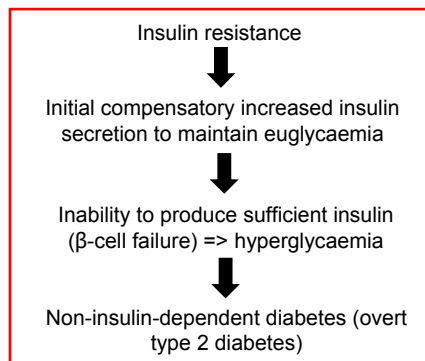 Insulin resistance
Initial compensatory increased insulin
secretion to maintain euglycaemia
Inability to produce sufficient insulin
(β-cell failure) => hyperglycaemia
Non-insulin-dependent diabetes (overt
type 2 diabetes)